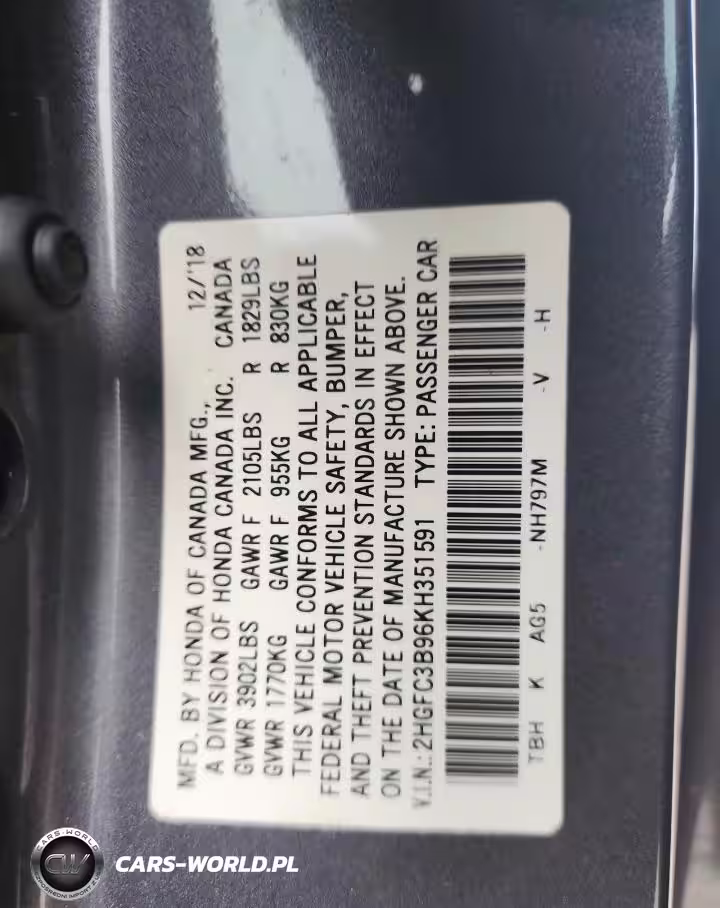 MFD. BY HONDA OF CANADA MFG., 12/'18
A DIVISION OF HONDA CANADA INC. CANADA
GVWR 3902LBS GAWR F 2105LBS R 1829LBS
GVWR 1770KG GAWR F 955KG R 830KG
THIS VEHICLE CONFORMS TO ALL APPLICABLE
FEDERAL MOTOR VEHICLE SAFETY, BUMPER,
AND THEFT PREVENTION STANDARDS IN EFFECT
ON THE DATE OF MANUFACTURE SHOWN ABOVE.
V.I.N.: 2HGFC3B96KH351591 TYPE: PASSENGER CAR
TBH K AG5 -NH797M -V -H
CARS-WORLD
CW
CARS-WORLD.PL